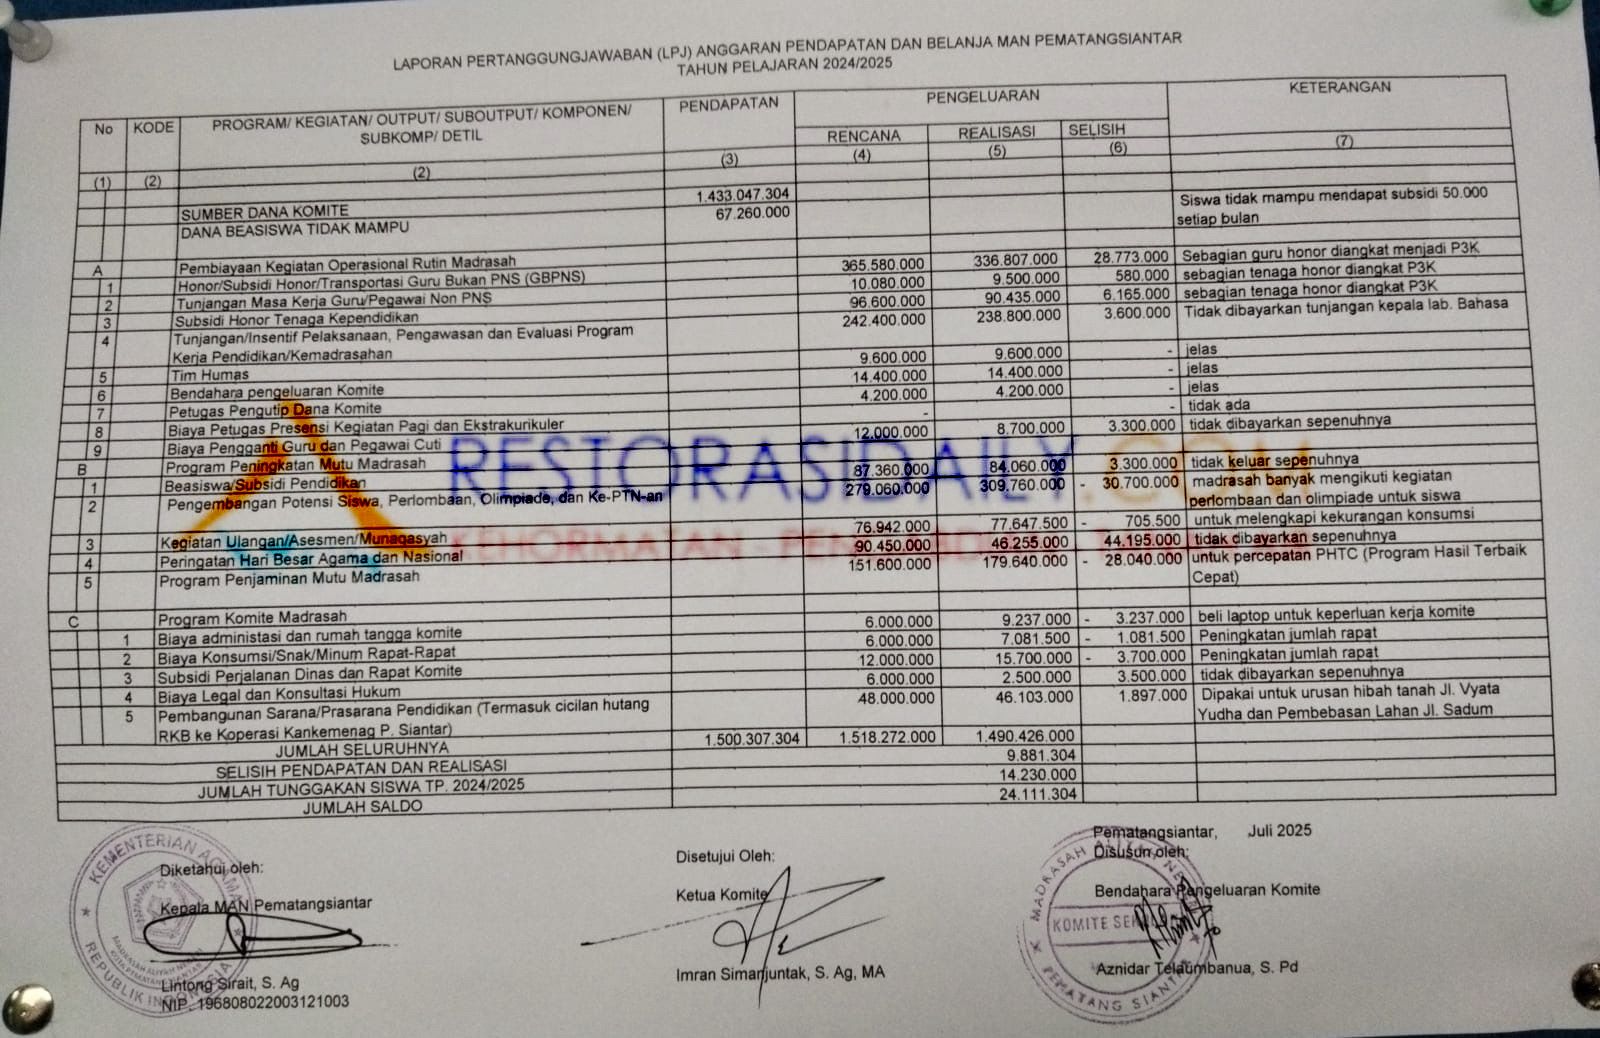 LAPORAN PERTANGGUNGJAWABAN (LPJ) ANGGARAN PENDAPATAN DAN BELANJA MAN PEMATANGSIANTAR
TAHUN PELAJARAN 2024/2025
No KODE PROGRAM/ KEGIATAN/ OUTPUT/ SUBOUTPUT/ KOMPONEN/ PENDAPATAN PENGELUARAN KETERANGAN
SUBKOMP/ DETIL RENCANA REALISASI SELISIH
(1) (2) (2) (3) (4) (5) (6) (7)
SUMBER DANA KOMITE 1.433.047.304
DANA BEASISWA TIDAK MAMPU 67.260.000 Siswa tidak mampu mendapat subsidi 50.000
setiap bulan
A Pembiayaan Kegiatan Operasional Rutin Madrasah
1 Honor/Subsidi Honor/Transportasi Guru Bukan PNS (GBPNS) 365.580.000 336.807.000 28.773.000 Sebagian guru honor diangkat menjadi P3K
2 Tunjangan Masa Kerja Guru/Pegawai Non PNS 10.080.000 9.500.000 580.000 sebagian tenaga honor diangkat P3K
3 Subsidi Honor Tenaga Kependidikan 96.600.000 90.435.000 6.165.000 sebagian tenaga honor diangkat P3K
4 Tunjangan/Insentif Pelaksanaan, Pengawasan dan Evaluasi Program 242.400.000 238.800.000 3.600.000 Tidak dibayarkan tunjangan kepala lab. Bahasa
Kerja Pendidikan/Kemadrasahan
5 Tim Humas 9.600.000 9.600.000 - jelas
6 Bendahara pengeluaran Komite 14.400.000 14.400.000 - jelas
7 Petugas Pengutip Dana Komite 4.200.000 4.200.000 - jelas
8 Biaya Petugas Presensi Kegiatan Pagi dan Ekstrakurikuler - - tidak ada
9 Biaya Pengganti Guru dan Pegawai Cuti 12.000.000 8.700.000 3.300.000 tidak dibayarkan sepenuhnya
B Program Peningkatan Mutu Madrasah
1 Beasiswa/Subsidi Pendidikan 87.360.000 84.060.000 3.300.000 tidak keluar sepenuhnya
2 Pengembangan Potensi Siswa, Perlombaan, Olimpiade, dan Ke-PTN-an 279.060.000 309.760.000 - 30.700.000 madrasah banyak mengikuti kegiatan
perlombaan dan olimpiade untuk siswa
3 Kegiatan Ulangan/Asesmen/Munaqasyah 76.942.000 77.647.500 - 705.500 untuk melengkapi kekurangan konsumsi
4 Peringatan Hari Besar Agama dan Nasional 90.450.000 46.255.000 44.195.000 tidak dibayarkan sepenuhnya
5 Program Penjaminan Mutu Madrasah 151.600.000 179.640.000 - 28.040.000 untuk percepatan PHTC (Program Hasil Terbaik
Cepat)
C Program Komite Madrasah
1 Biaya administasi dan rumah tangga komite 6.000.000 9.237.000 - 3.237.000 beli laptop untuk keperluan kerja komite
2 Biaya Konsumsi/Snak/Minum Rapat-Rapat 6.000.000 7.081.500 - 1.081.500 Peningkatan jumlah rapat
3 Subsidi Perjalanan Dinas dan Rapat Komite 12.000.000 15.700.000 - 3.700.000 Peningkatan jumlah rapat
4 Biaya Legal dan Konsultasi Hukum 6.000.000 2.500.000 3.500.000 tidak dibayarkan sepenuhnya
5 Pembangunan Sarana/Prasarana Pendidikan (Termasuk cicilan hutang 48.000.000 46.103.000 1.897.000 Dipakai untuk urusan hibah tanah Jl. Vyata
RKB ke Koperasi Kankemenag P. Siantar) Yudha dan Pembebasan Lahan Jl. Sadum
JUMLAH SELURUHNYA 1.500.307.304 1.518.272.000 1.490.426.000
SELISIH PENDAPATAN DAN REALISASI 9.881.304
JUMLAH TUNGGAKAN SISWA TP. 2024/2025 14.230.000
JUMLAH SALDO 24.111.304
RESTORASIDAILY.COM
KEHORMATAN
Pematangsiantar, Juli 2025
Diketahui oleh: Disetujui Oleh: Disusun oleh:
Kepala MAN Pematangsiantar Ketua Komite Bendahara Pengeluaran Komite
Lintong Sirait, S. Ag Imran Simanjuntak, S. Ag, MA Aznidar Telaumbanua, S. Pd
NIP. 196808022003121003
KEMENTERIAN AGAMA
REPUBLIK INDONESIA
MADRASAH ALIYAH NE
KOMITE SE
PEMATANG SIANTAR